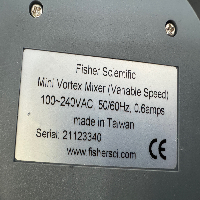 Fisher Scientific
Mini Vortex Mixer (Variable Speed)
100~240VAC, 50/60Hz, 0.6amps
made in Taiwan
Serial: 21123340
www.fishersci.com
CE